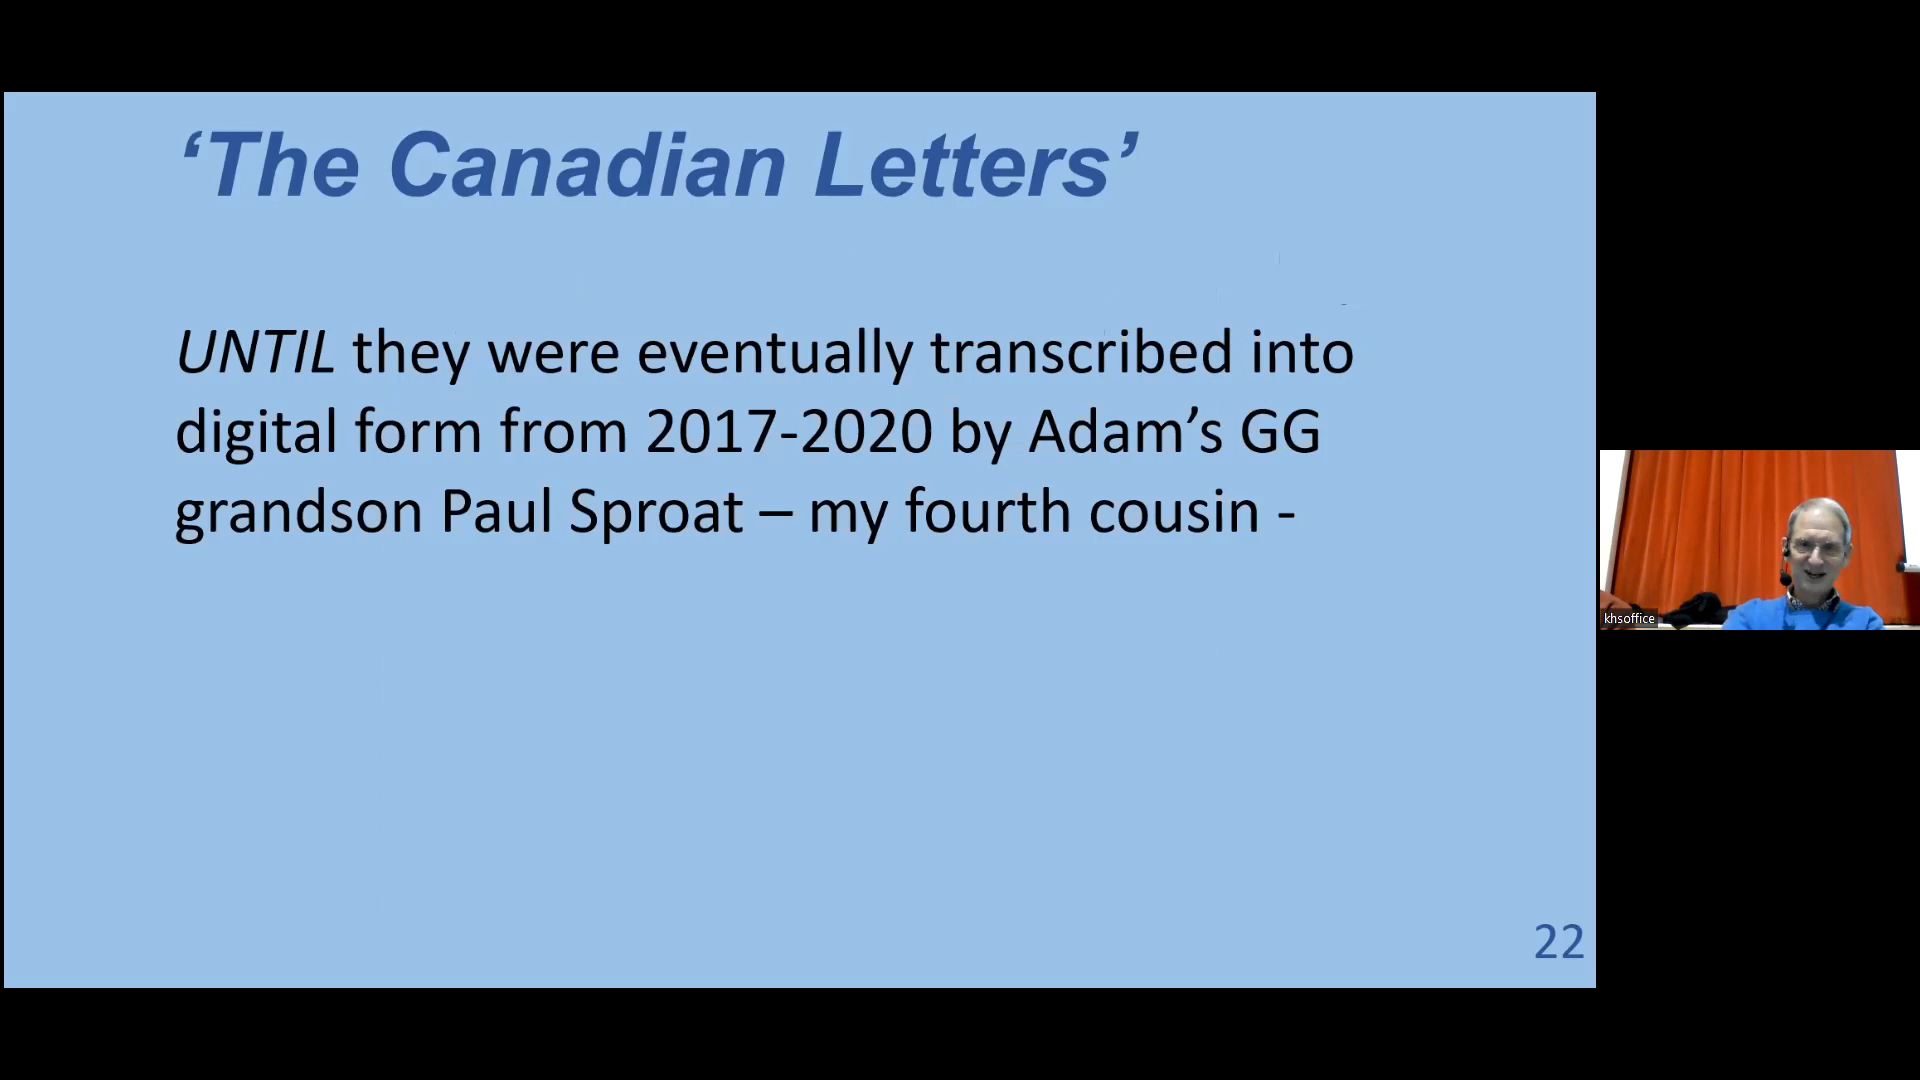 ‘The Canadian Letters’
UNTIL they were eventually transcribed into
digital form from 2017-2020 by Adam’s GG
grandson Paul Sproat – my fourth cousin -
khsoffice
22